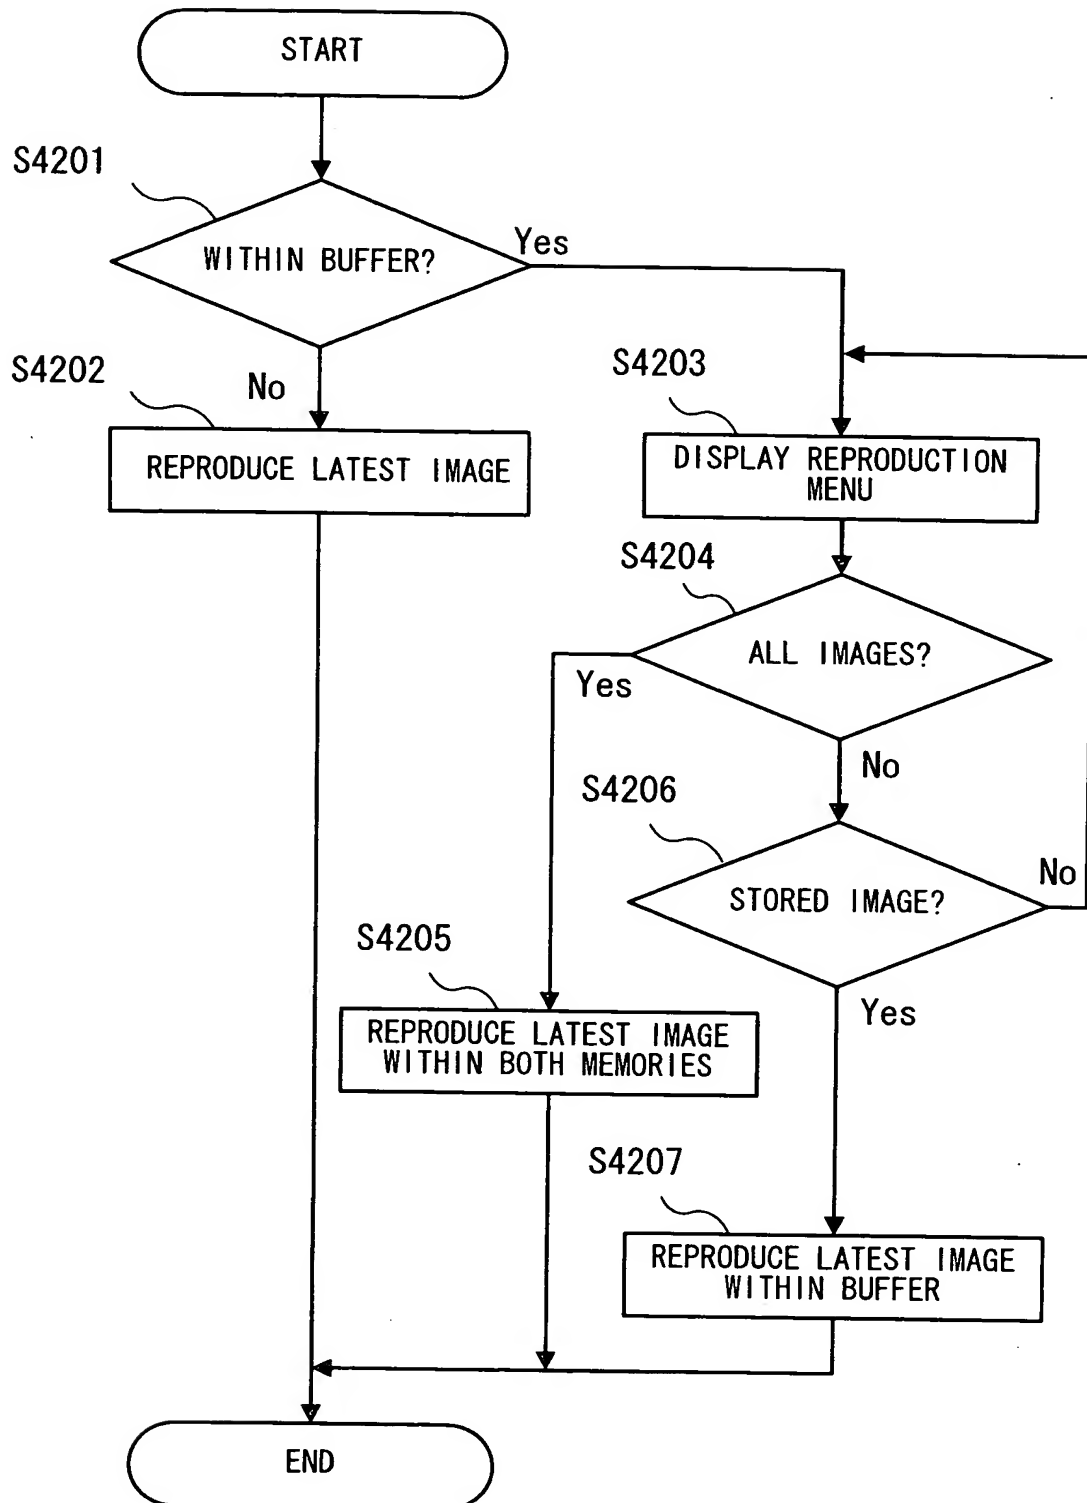 START
S4201
WITHIN BUFFER?
Yes
S4202
No
REPRODUCE LATEST IMAGE
S4203
DISPLAY REPRODUCTION
MENU
S4204
ALL IMAGES?
Yes
No
S4206
STORED IMAGE?
No
S4205
Yes
REPRODUCE LATEST IMAGE
WITHIN BOTH MEMORIES
S4207
REPRODUCE LATEST IMAGE
WITHIN BUFFER
END